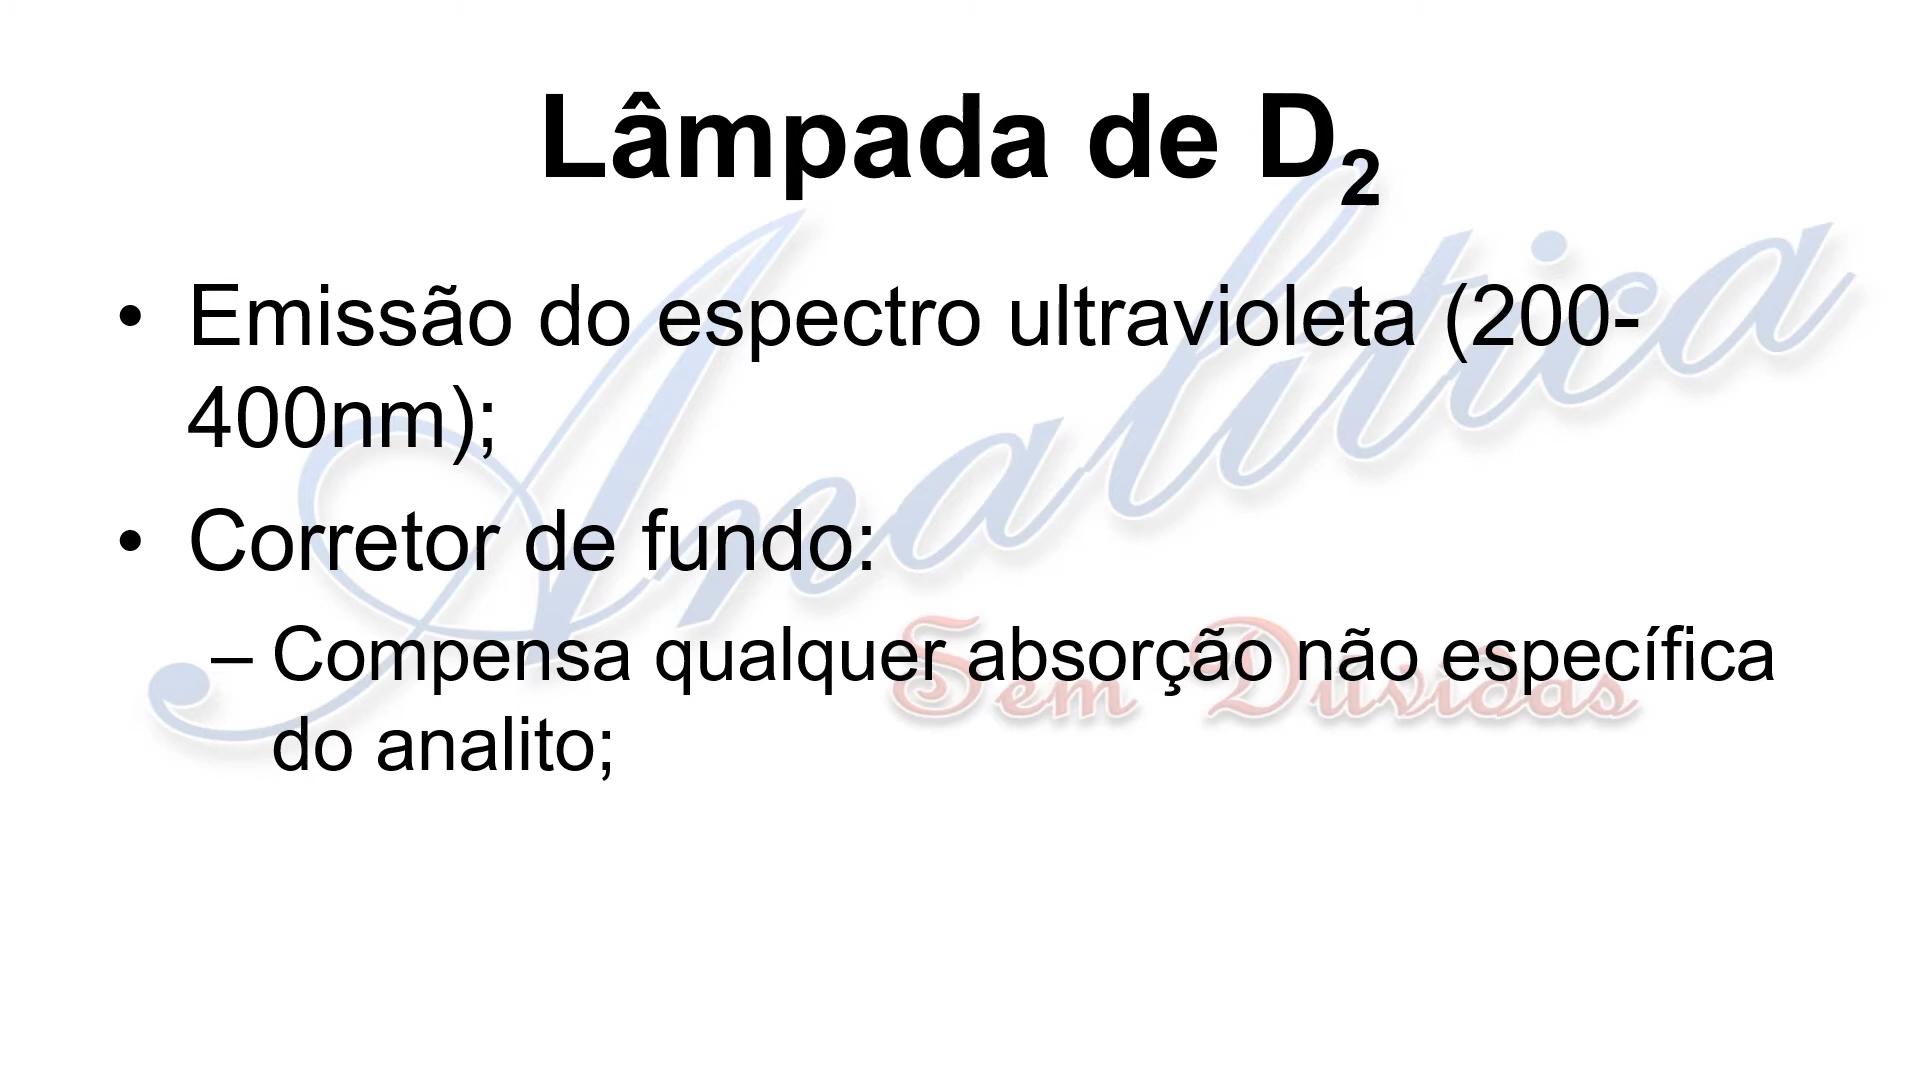 Lâmpada de D₂
• Emissão do espectro ultravioleta (200-
400nm);
• Corretor de fundo:
– Compensa qualquer absorção não específica
do analito;
Analítica
Sem Dúvidas